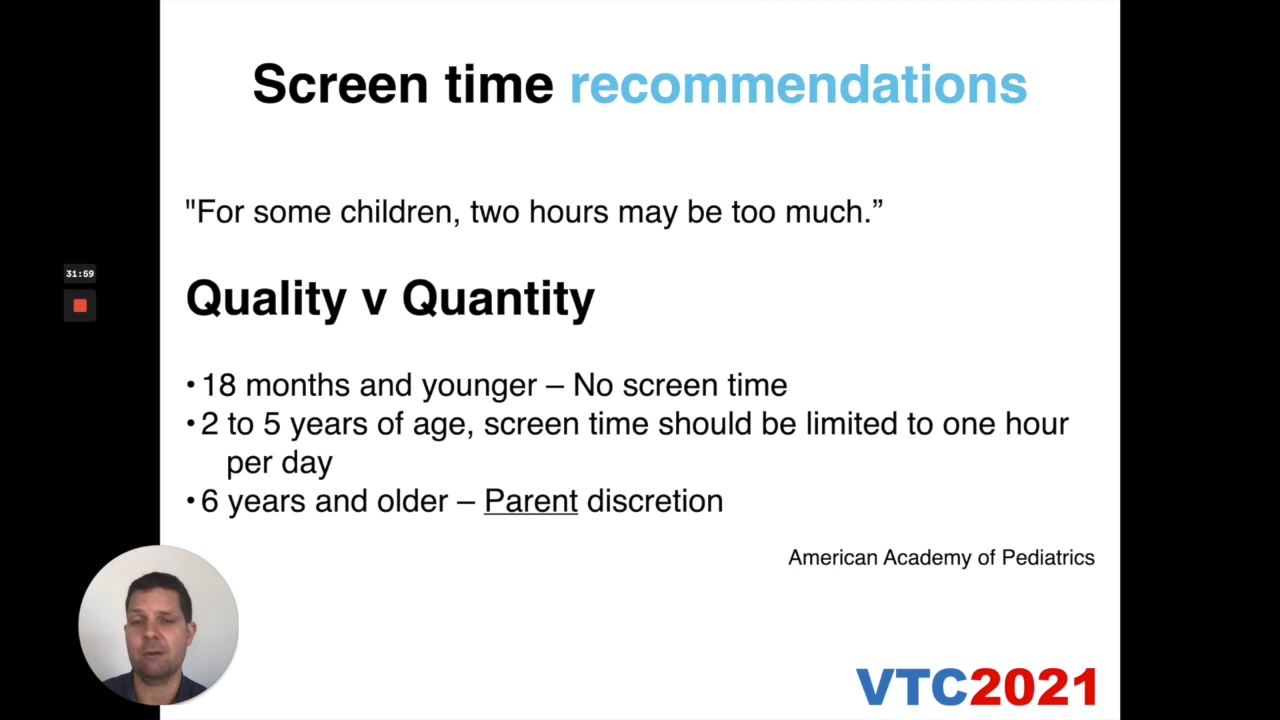 Screen time recommendations
"For some children, two hours may be too much.”
31:59
Quality v Quantity
• 18 months and younger – No screen time
• 2 to 5 years of age, screen time should be limited to one hour
per day
• 6 years and older – Parent discretion
American Academy of Pediatrics
VTC2021